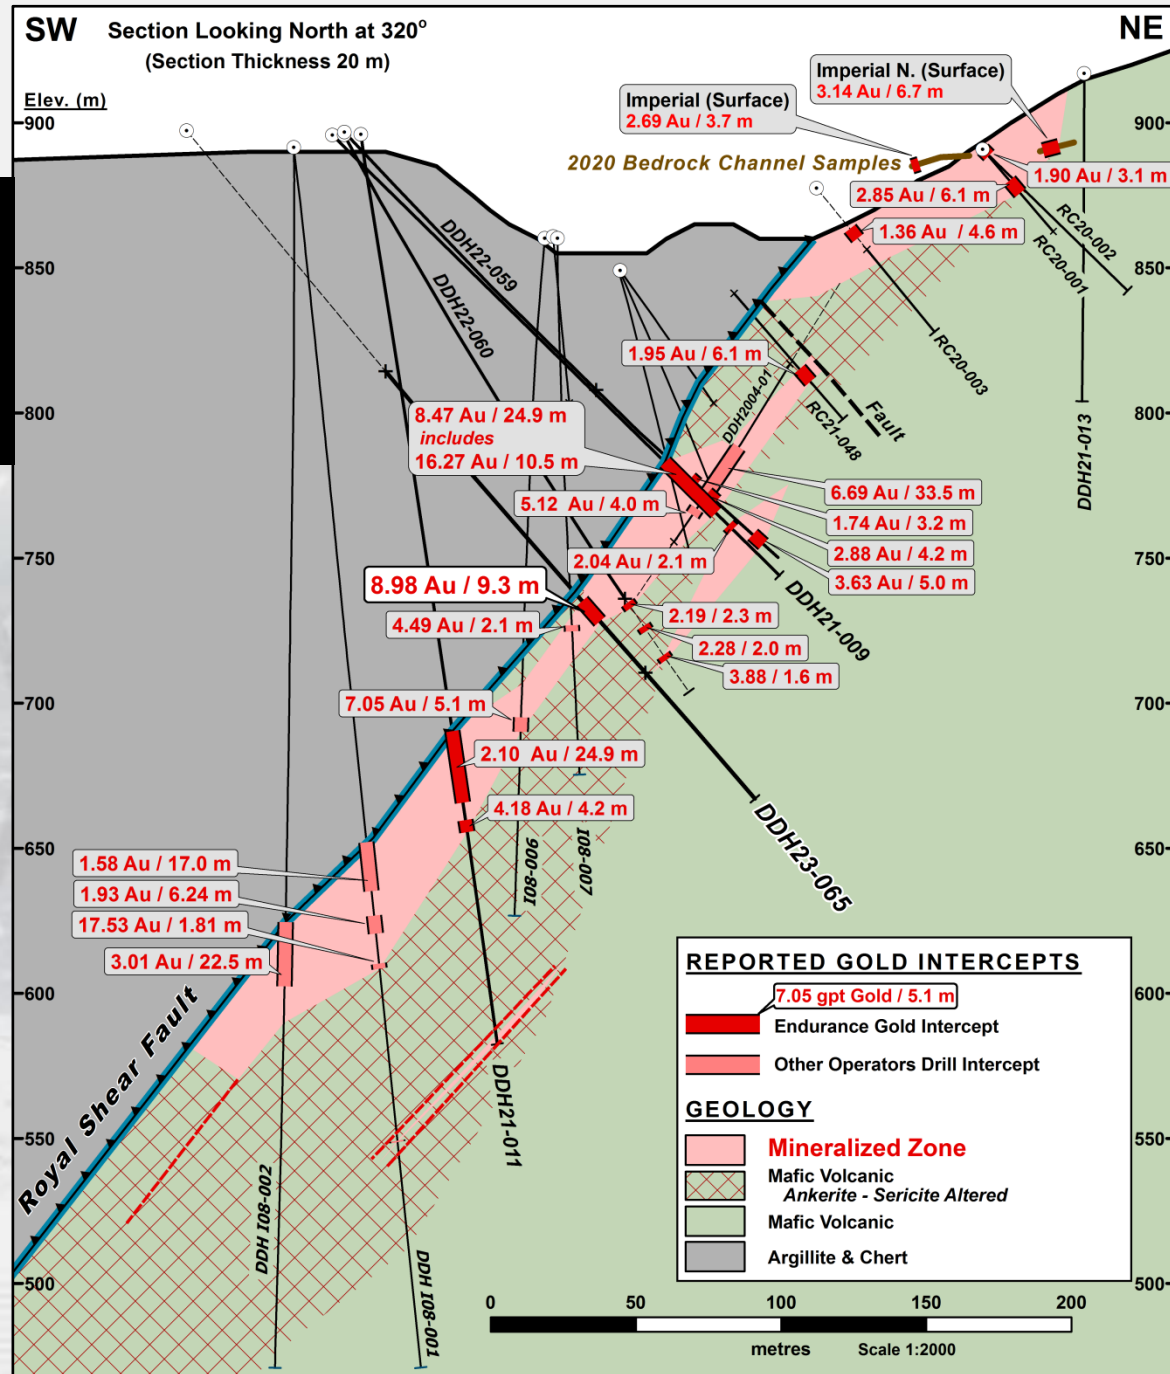 SW
Section Looking North at 320°
(Section Thickness 20 m)
NE
Elev. (m)
900
900
850
850
800
800
750
750
700
700
650
650
600
600
550
550
500
500
Imperial N. (Surface)
3.14 Au / 6.7 m
Imperial (Surface)
2.69 Au / 3.7 m
2020 Bedrock Channel Samples
1.90 Au / 3.1 m
2.85 Au / 6.1 m
1.36 Au / 4.6 m
RC20-002
RC20-001
RC20-003
DDH21-013
DDH22-059
DDH22-060
1.95 Au / 6.1 m
DDH2004-01
RC21-048
Fault
8.47 Au / 24.9 m
includes
16.27 Au / 10.5 m
6.69 Au / 33.5 m
5.12 Au / 4.0 m
1.74 Au / 3.2 m
2.88 Au / 4.2 m
2.04 Au / 2.1 m
3.63 Au / 5.0 m
DDH21-009
8.98 Au / 9.3 m
2.19 / 2.3 m
4.49 Au / 2.1 m
2.28 / 2.0 m
3.88 / 1.6 m
7.05 Au / 5.1 m
2.10 Au / 24.9 m
4.18 Au / 4.2 m
DDH23-065
I08-006
I08-007
1.58 Au / 17.0 m
1.93 Au / 6.24 m
17.53 Au / 1.81 m
3.01 Au / 22.5 m
Royal Shear Fault
DDH21-011
DDH I08-002
DDH I08-001
REPORTED GOLD INTERCEPTS
7.05 gpt Gold / 5.1 m
Endurance Gold Intercept
Other Operators Drill Intercept
GEOLOGY
Mineralized Zone
Mafic Volcanic
Ankerite - Sericite Altered
Mafic Volcanic
Argillite & Chert
0 50 100 150 200
metres Scale 1:2000